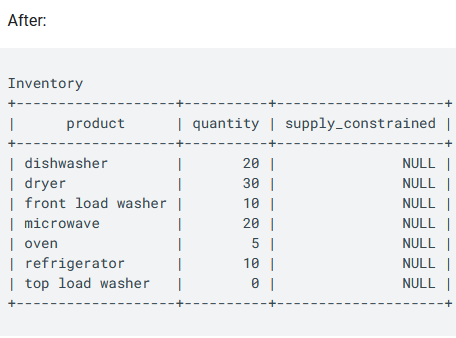 After:
Inventory
+-------------------+----------+--------------------+
|      product      | quantity | supply_constrained |
+-------------------+----------+--------------------+
| dishwasher        |       20 |               NULL |
| dryer             |       30 |               NULL |
| front load washer |       10 |               NULL |
| microwave         |       20 |               NULL |
| oven              |        5 |               NULL |
| refrigerator      |       10 |               NULL |
| top load washer   |        0 |               NULL |
+-------------------+----------+--------------------+